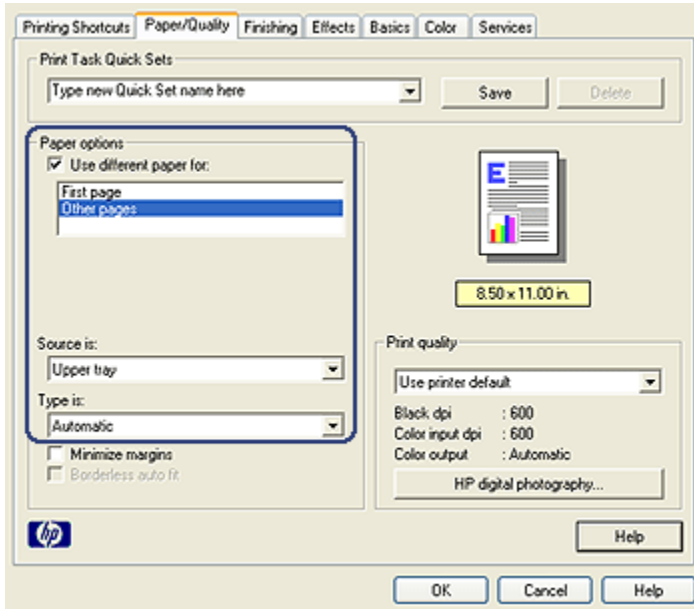 Printing Shortcuts Paper/Quality Finishing Effects Basics Color Services
Print Task Quick Sets
Type new Quick Set name here
Save
Delete
Paper options
Use different paper for:
First page
Other pages
E
8.50 x 11.00 in.
Source is:
Upper tray
Type is:
Automatic
Minimize margins
Borderless auto fit
Print quality
Use printer default
Black dpi : 600
Color input dpi : 600
Color output : Automatic
HP digital photography...
hp
Help
OK Cancel Help